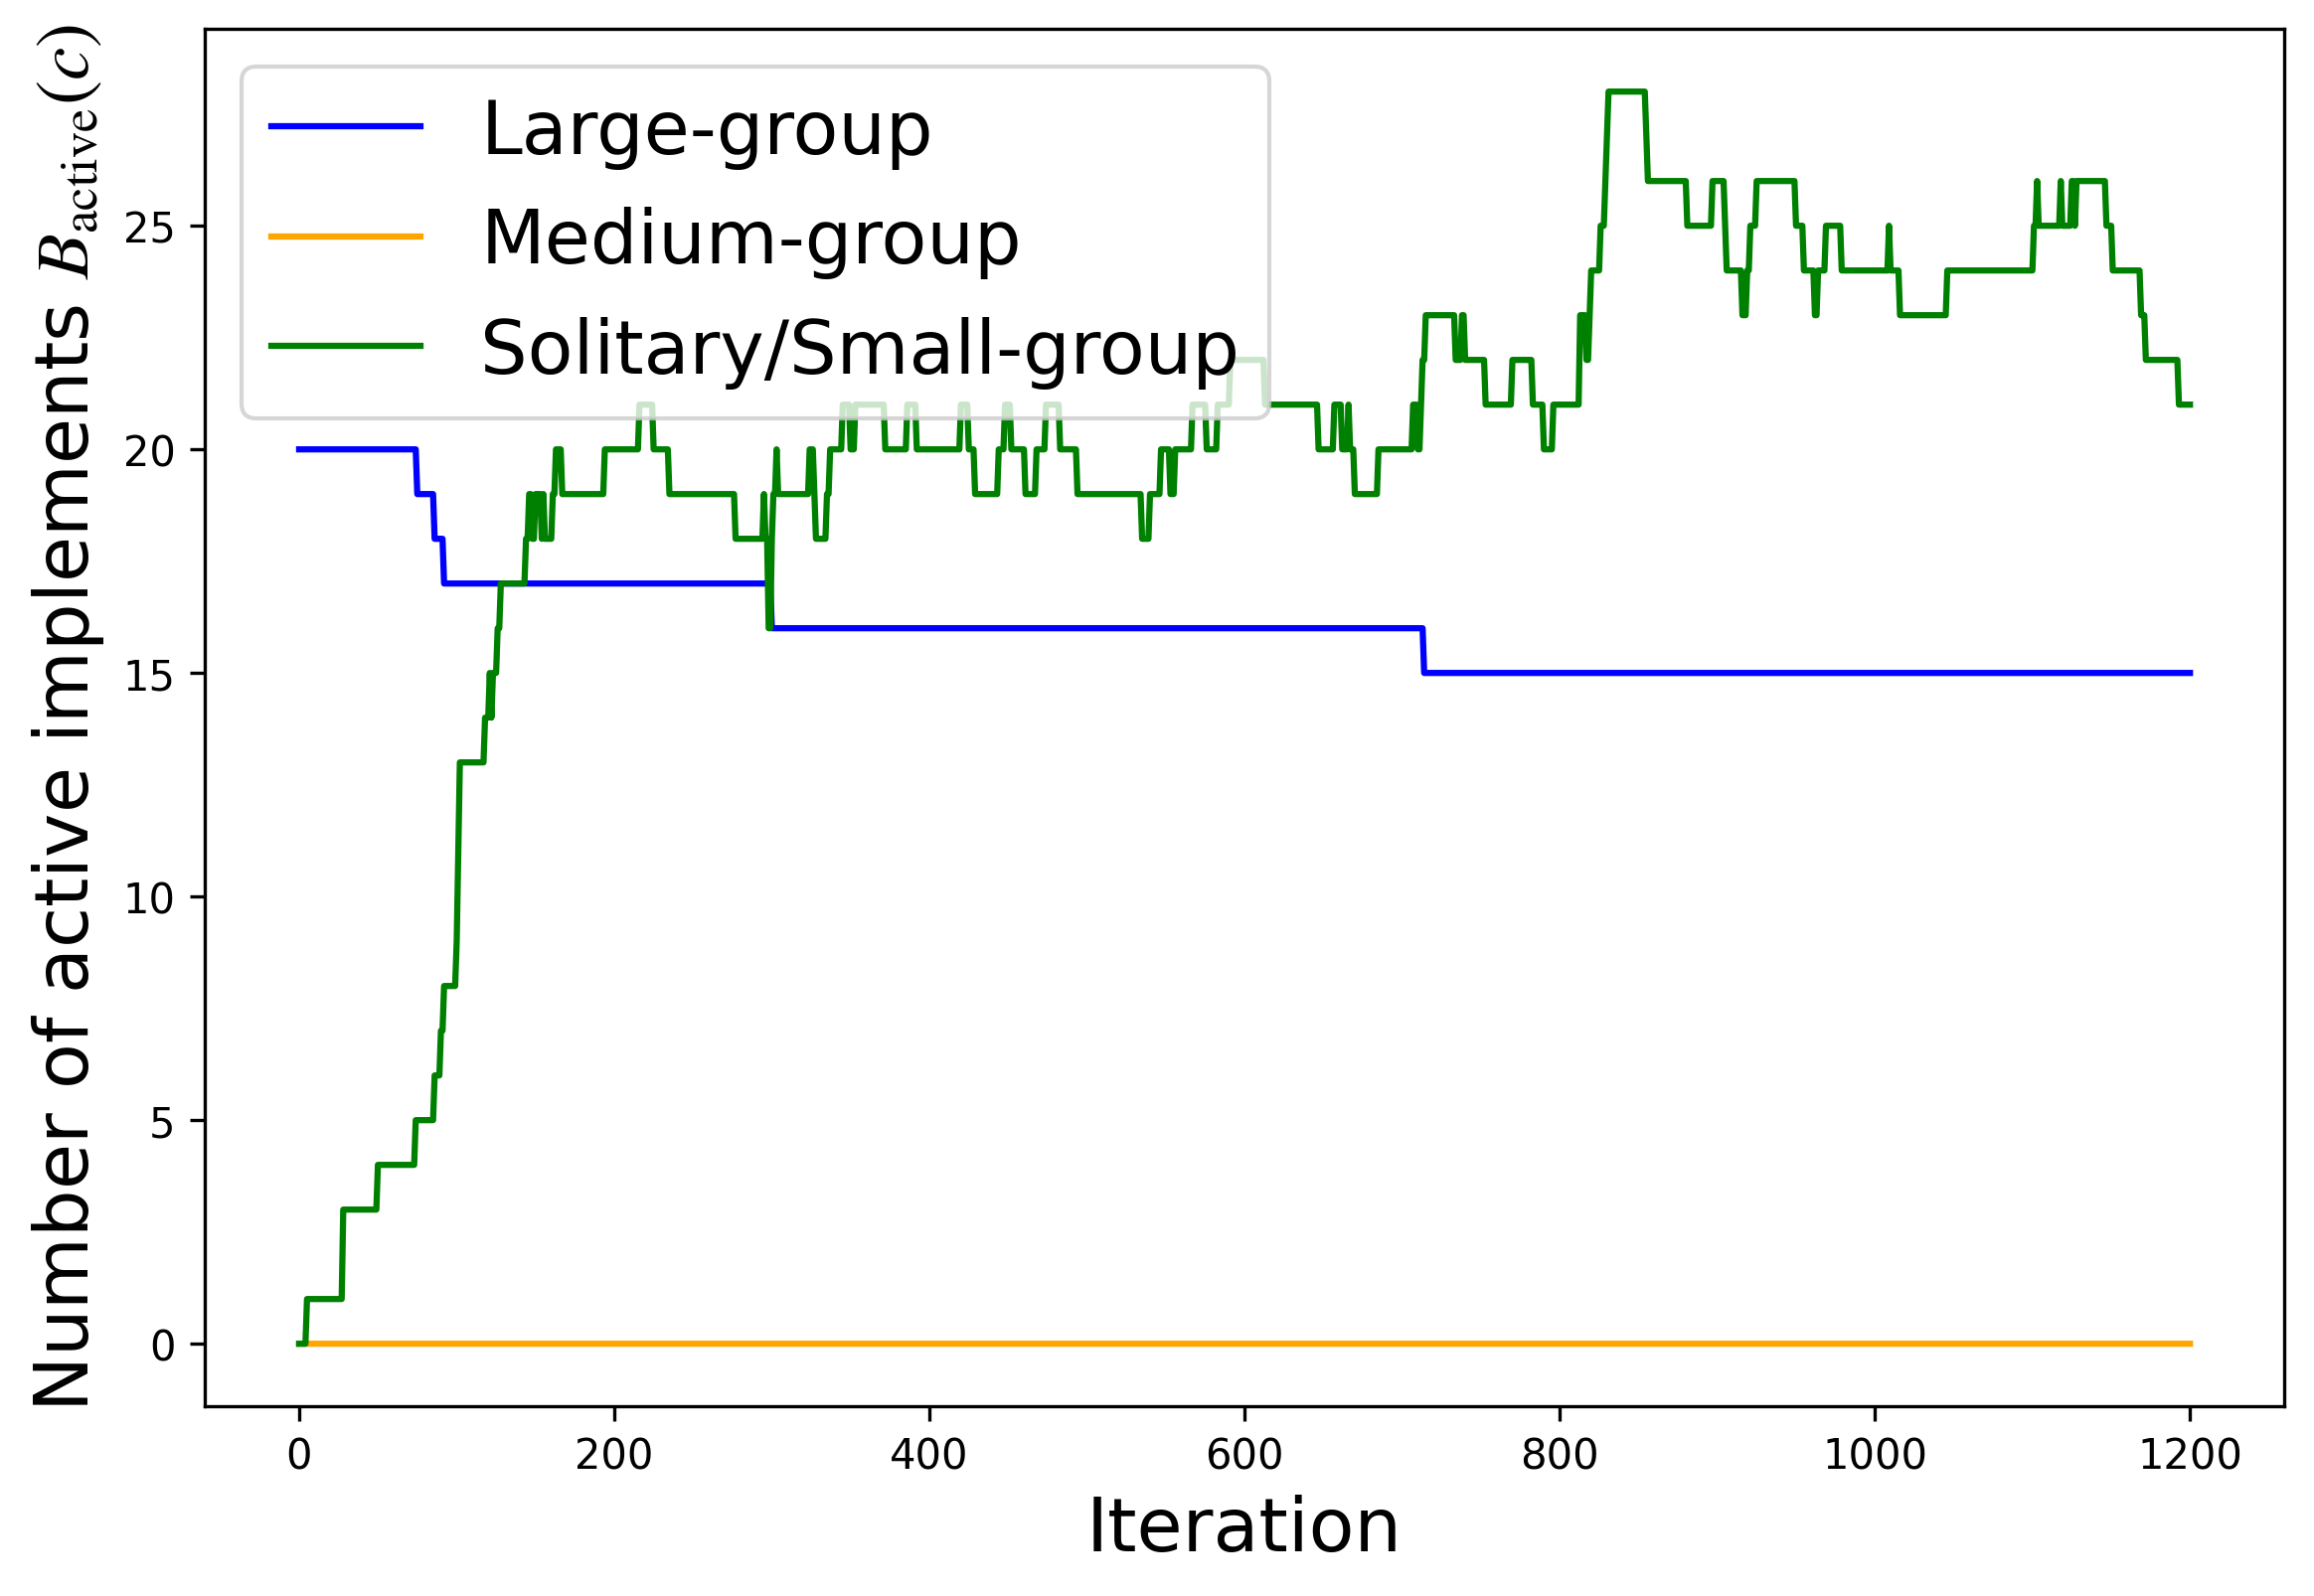 Number of active implements B_active(c)
Large-group
Medium-group
Solitary/Small-group
25
20
15
10
5
0
0 200 400 600 800 1000 1200
Iteration